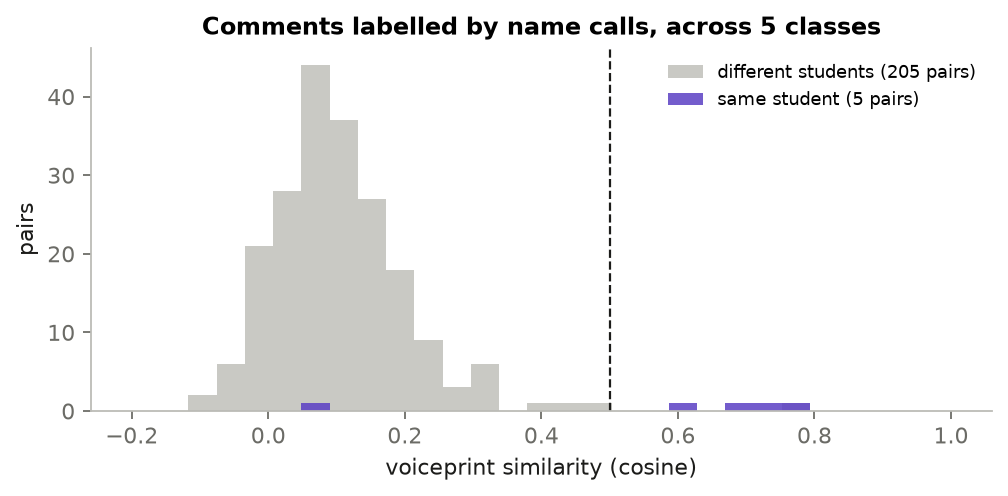 Comments labelled by name calls, across 5 classes
different students (205 pairs)
same student (5 pairs)
pairs
40
30
20
10
0
−0.2 0.0 0.2 0.4 0.6 0.8 1.0
voiceprint similarity (cosine)